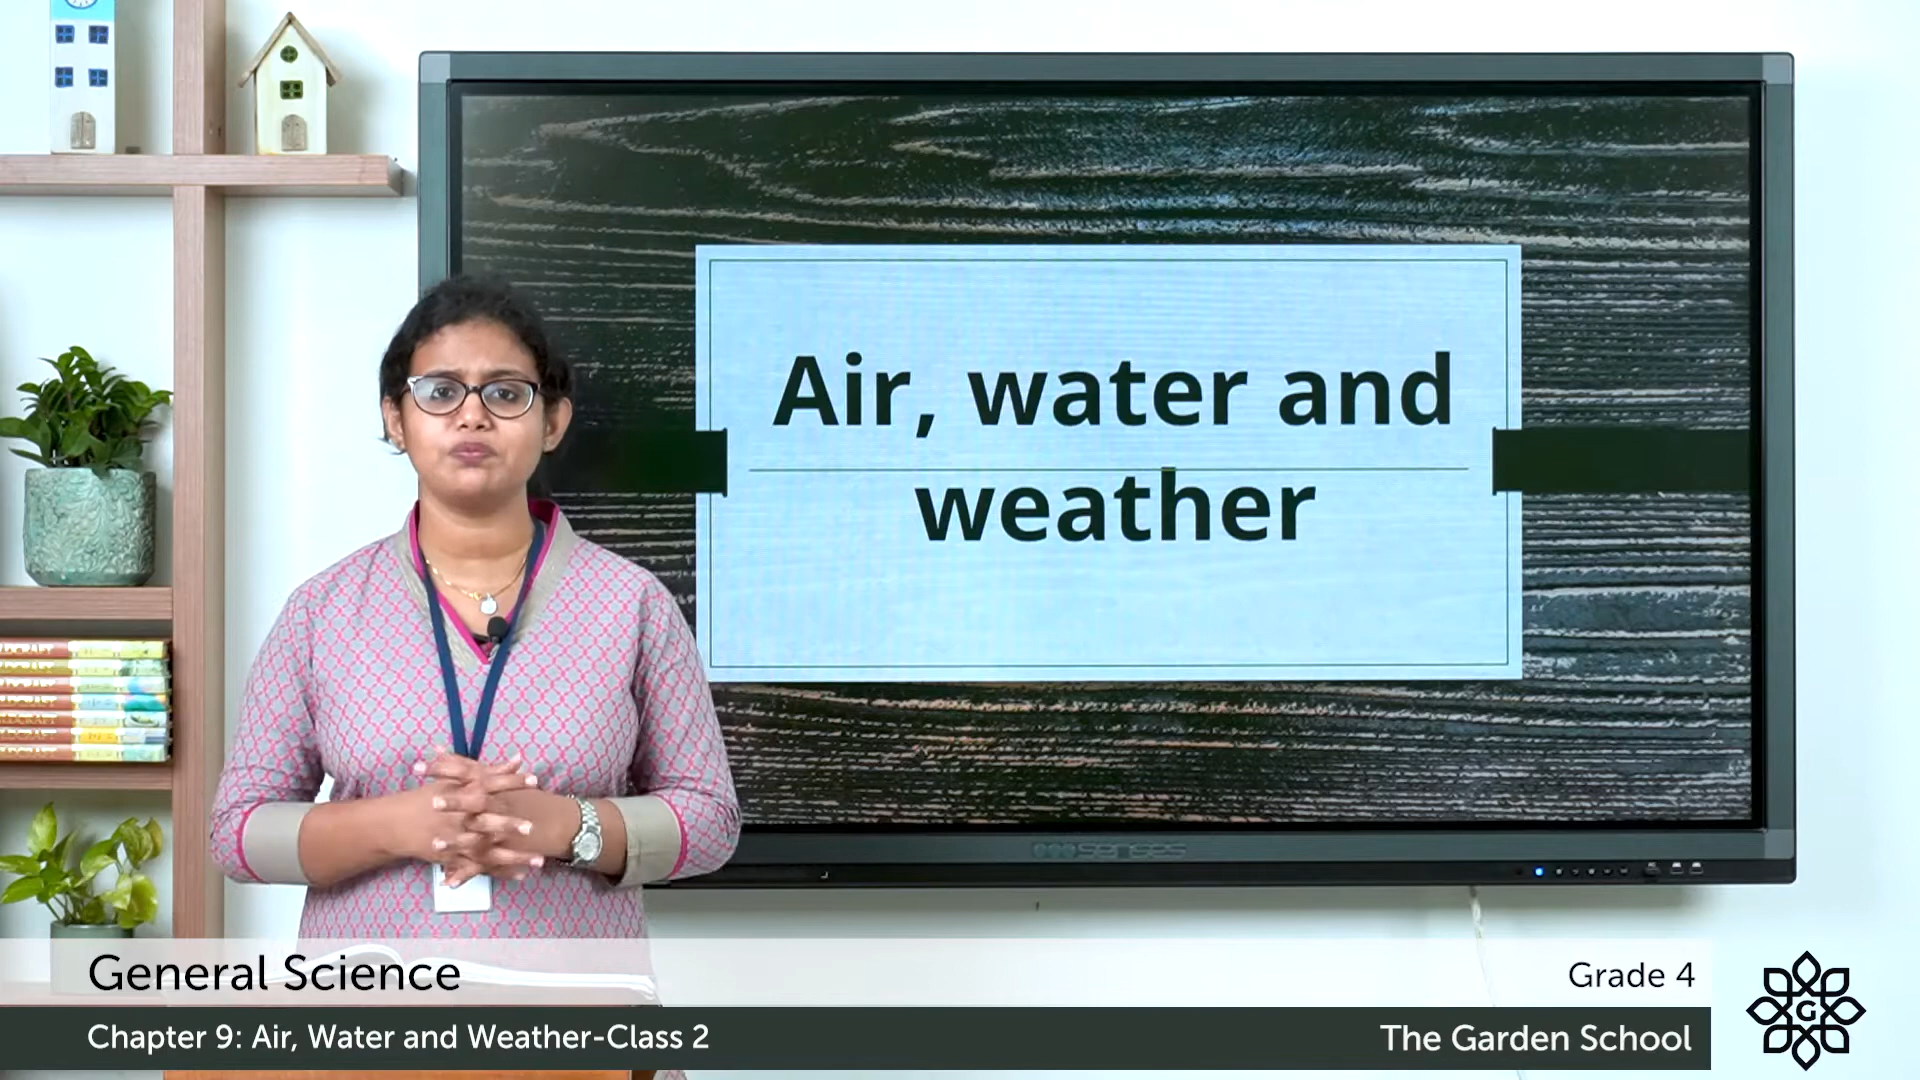 Air, water and
weather
senses
General Science
Grade 4
Chapter 9: Air, Water and Weather-Class 2
The Garden School
G